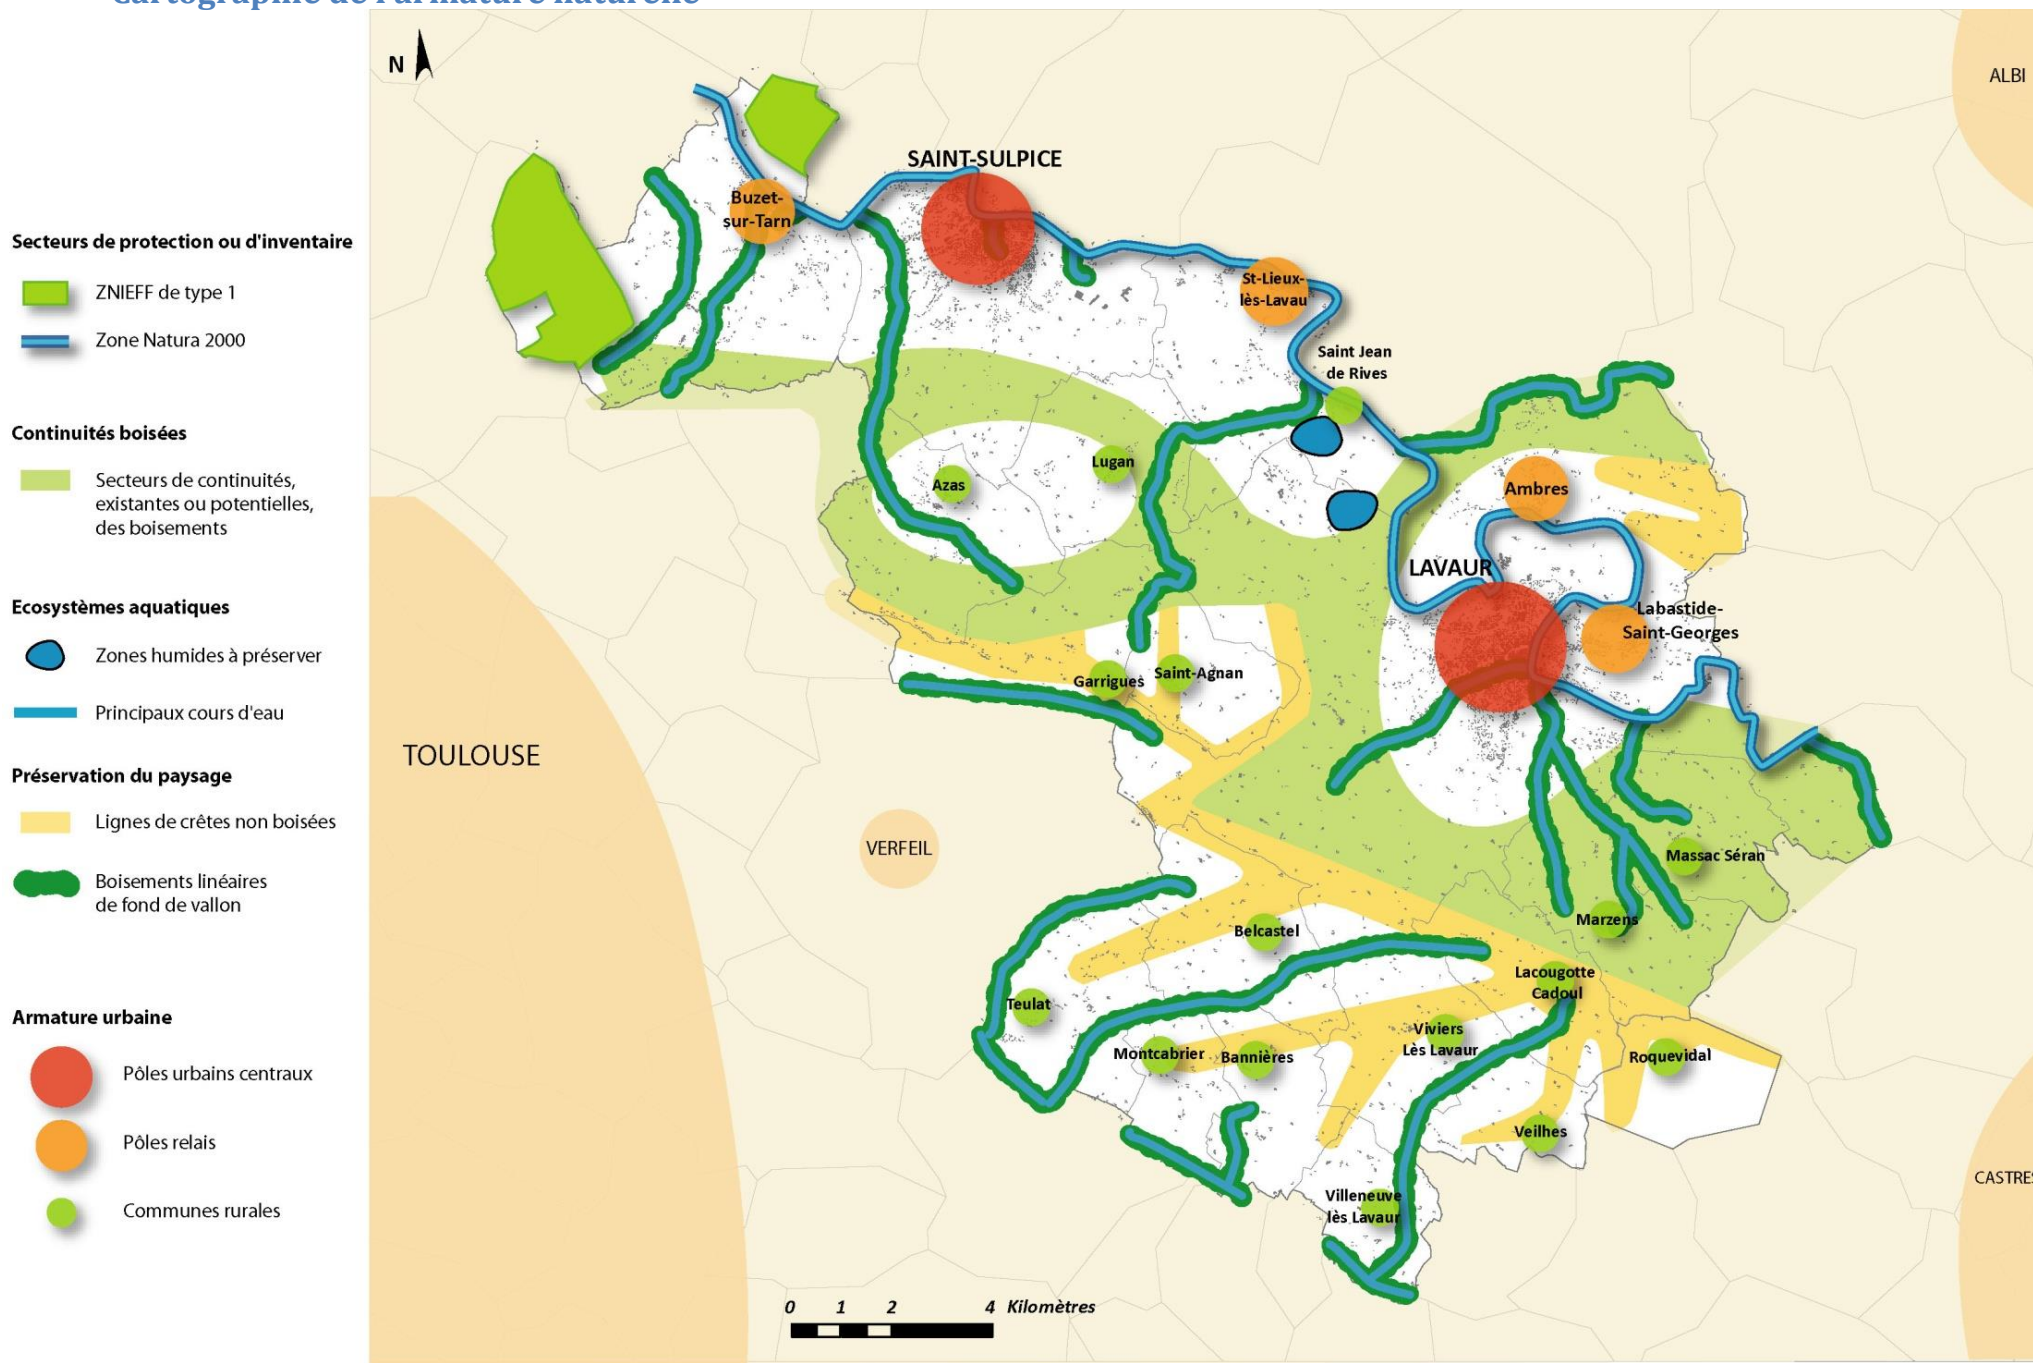 Cartographie de l'armature naturelle
N
ALBI
SAINT-SULPICE
Buzet-
sur-Tarn
Secteurs de protection ou d'inventaire
ZNIEFF de type 1
Zone Natura 2000
St-Lieux-
lès-Lavau
Saint Jean
de Rives
Continuités boisées
Secteurs de continuités,
existantes ou potentielles,
des boisements
Lugan
Azas
Ambres
LAVAUR
Ecosystèmes aquatiques
Zones humides à préserver
Principaux cours d'eau
Labastide-
Saint-Georges
Garrigues
Saint-Agnan
TOULOUSE
Préservation du paysage
Lignes de crêtes non boisées
Boisements linéaires
de fond de vallon
VERFEIL
Massac Séran
Marzens
Belcastel
Lacougotte
Cadoul
Teulat
Viviers
Lès Lavaur
Montcabrier
Bannières
Roquevidal
Armature urbaine
Pôles urbains centraux
Pôles relais
Communes rurales
Veilhes
CASTRES
Villeneuve
lès Lavaur
0 1 2 4 Kilomètres